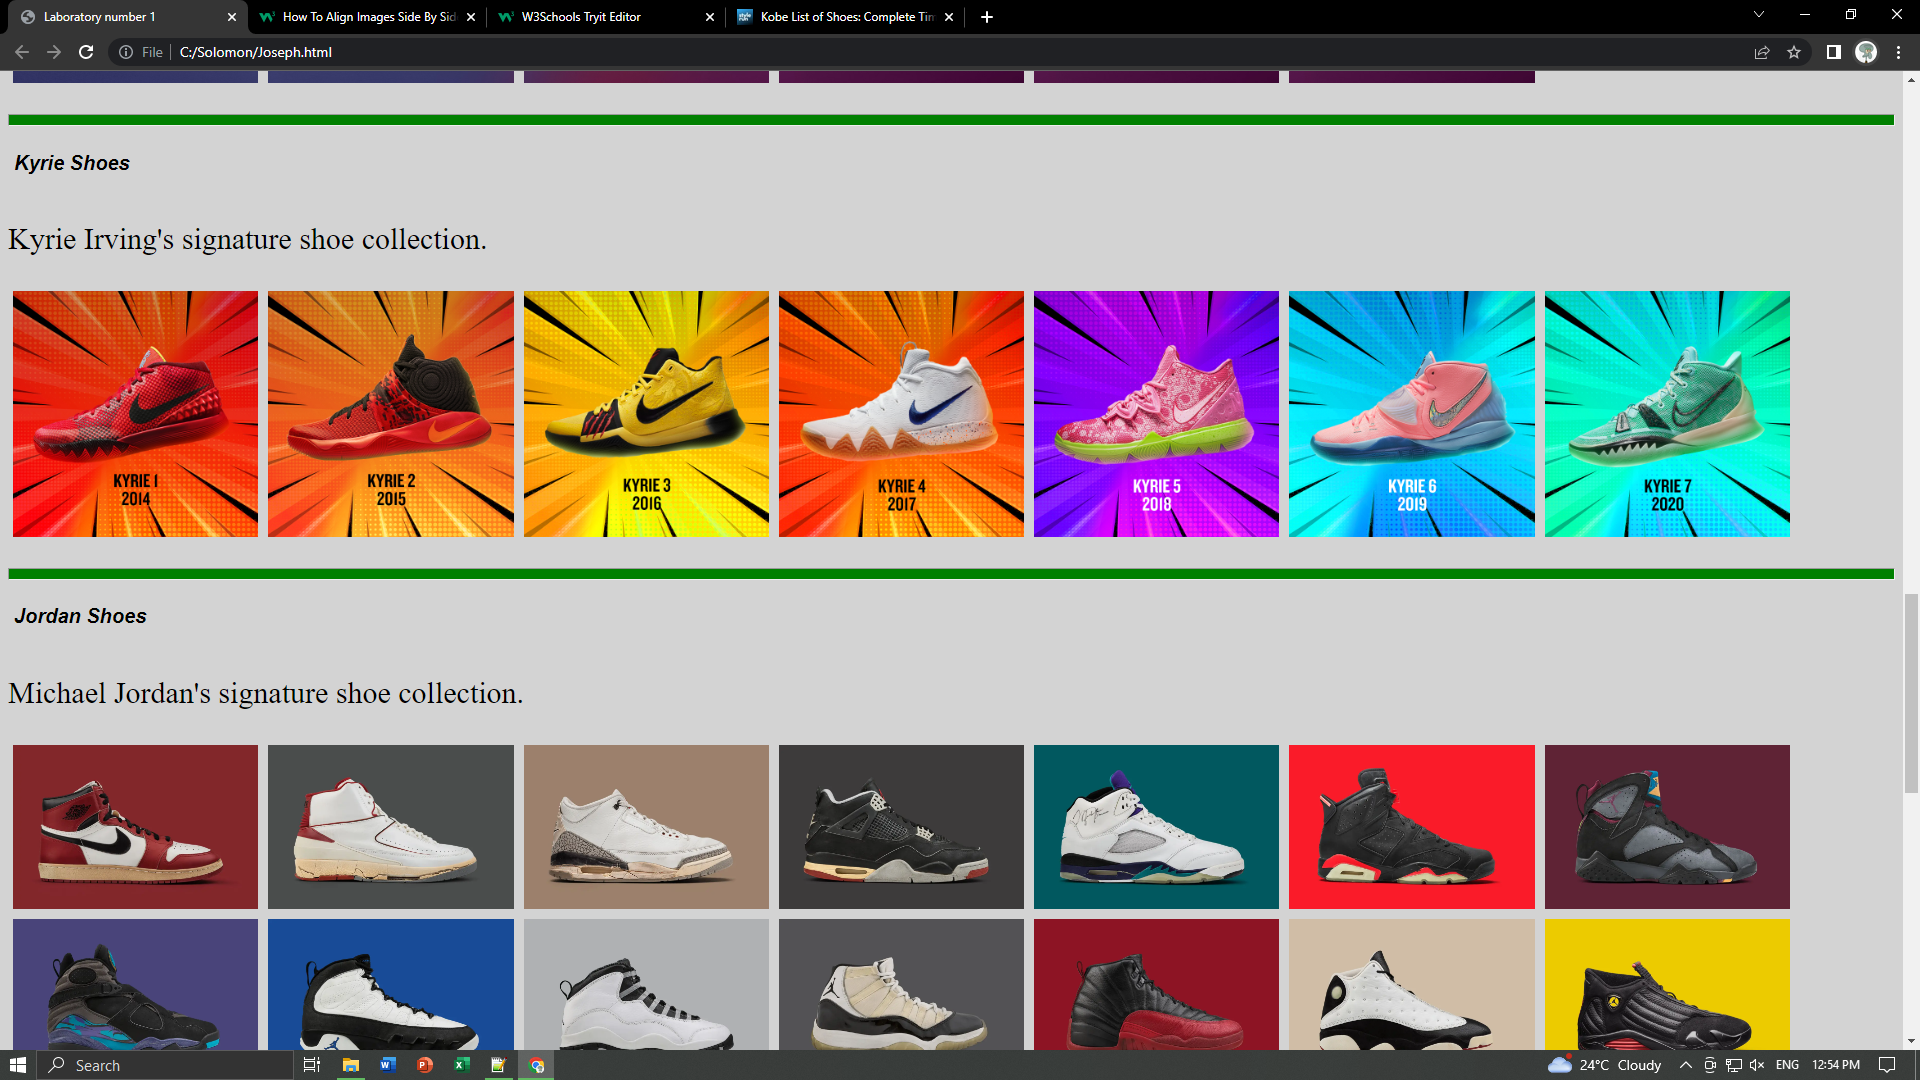 Laboratory number 1
How To Align Images Side By Sid
W3Schools Tryit Editor
Kobe List of Shoes: Complete Tim
File
C:/Solomon/Joseph.html
Kyrie Shoes
Kyrie Irving's signature shoe collection.
KYRIE 1
2014
KYRIE 2
2015
KYRIE 3
2016
KYRIE 4
2017
KYRIE 5
2018
KYRIE 6
2019
KYRIE 7
2020
Jordan Shoes
Michael Jordan's signature shoe collection.
Search
24°C Cloudy
ENG
12:54 PM